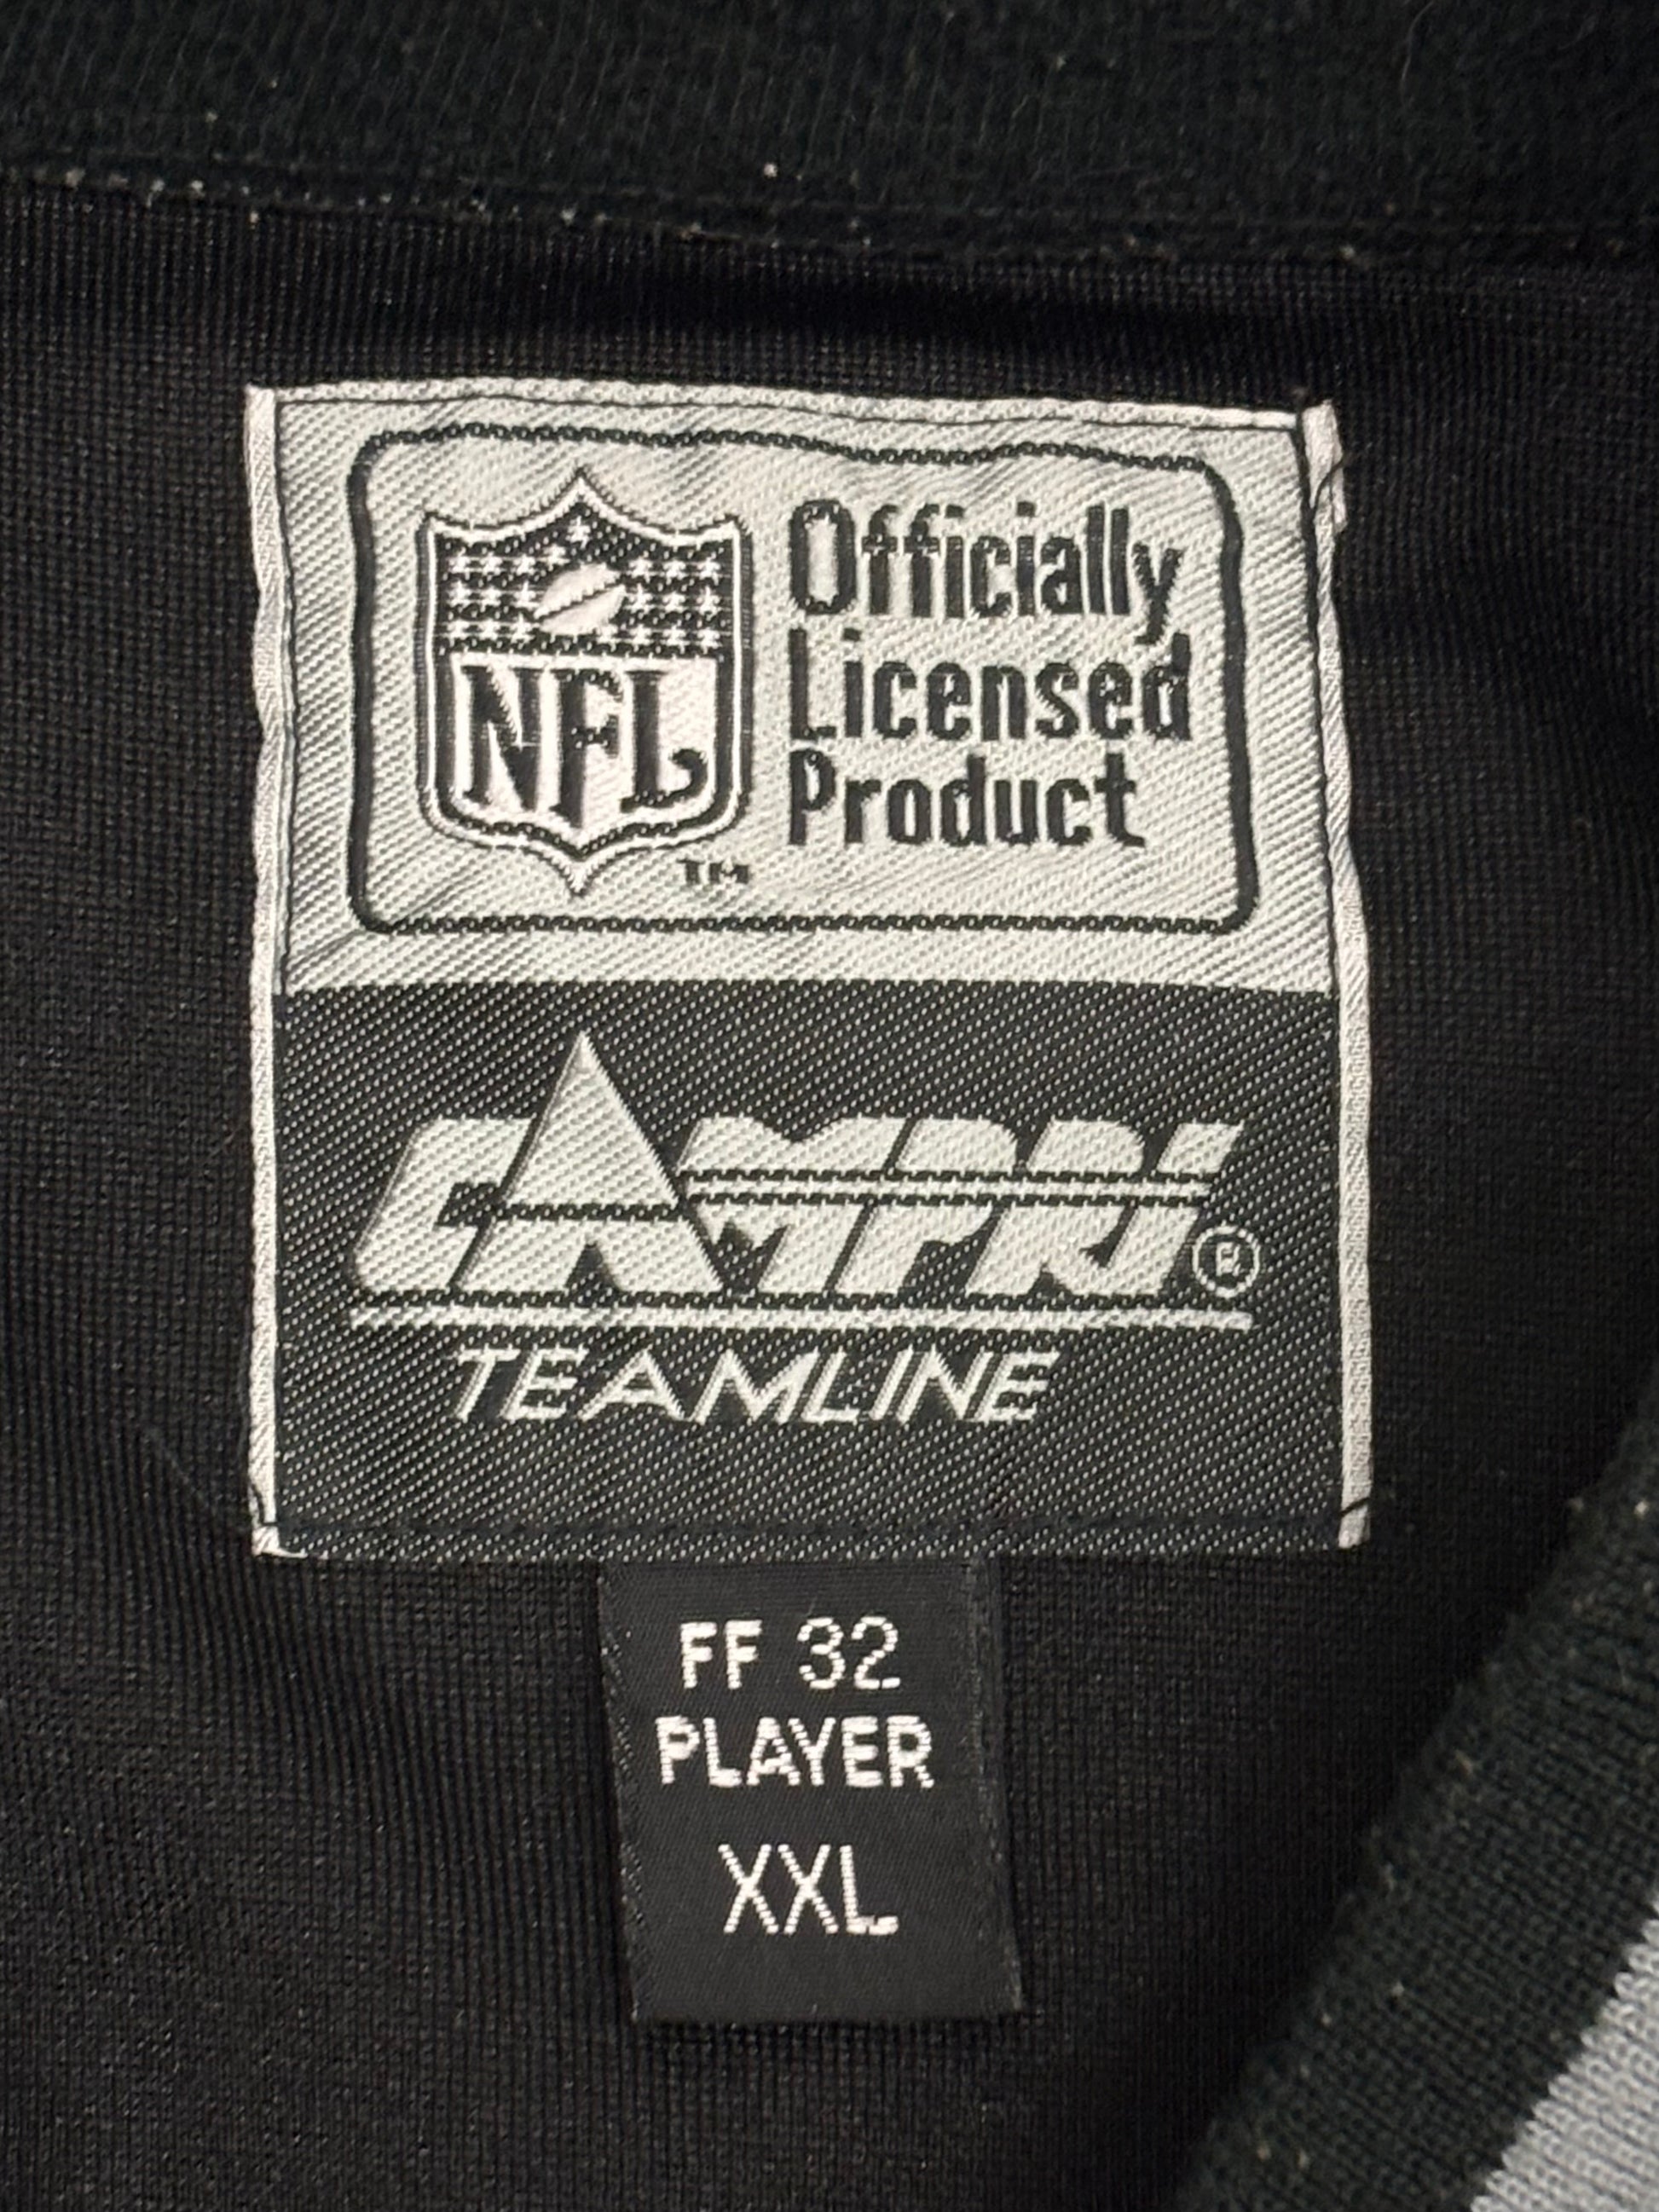 NFL
TM
Officially
Licensed
Product
CAMPRI ®
TEAMLINE
FF 32
PLAYER
XXL